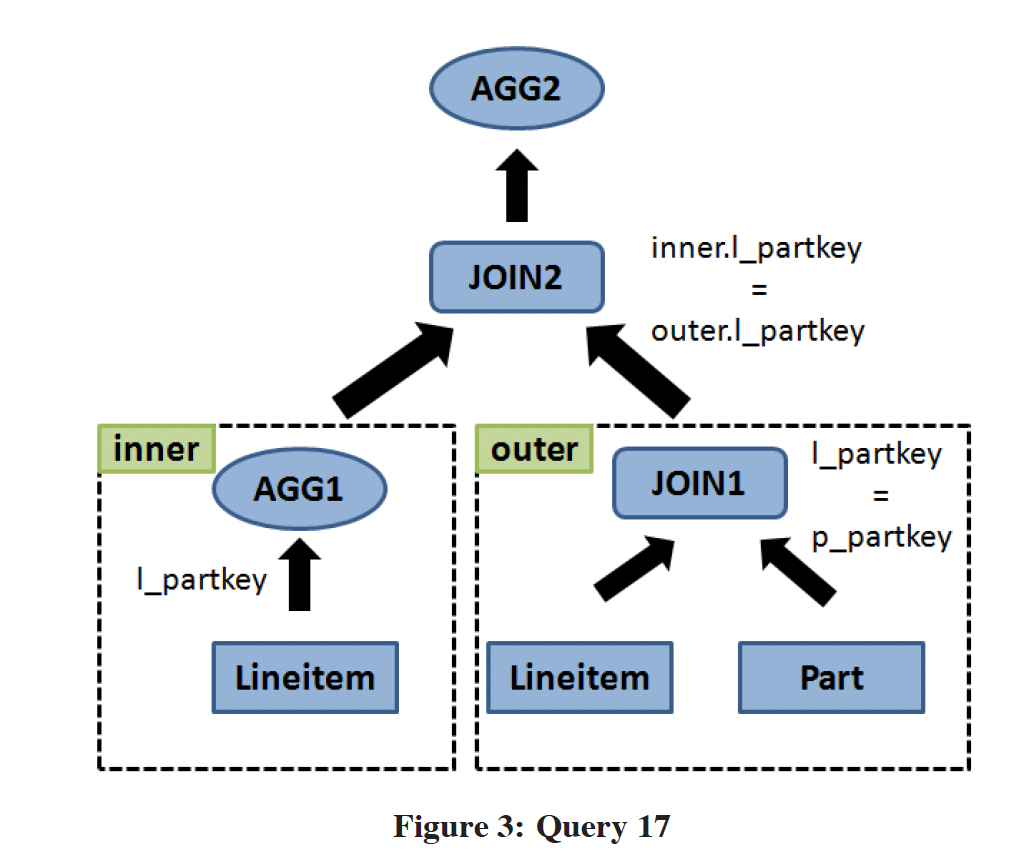 AGG2
JOIN2
inner.l_partkey
=
outer.l_partkey
inner
AGG1
l_partkey
Lineitem
outer
JOIN1
l_partkey
=
p_partkey
Lineitem
Part
Figure 3: Query 17